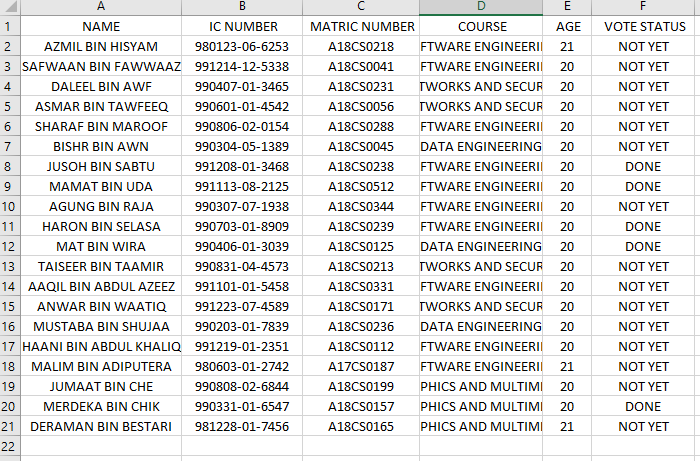 A B C D E F
1 NAME IC NUMBER MATRIC NUMBER COURSE AGE VOTE STATUS
2 AZMIL BIN HISYAM 980123-06-6253 A18CS0218 FTWARE ENGINEERI 21 NOT YET
3 SAFWAAN BIN FAWWAAZ 991214-12-5338 A18CS0041 FTWARE ENGINEERI 20 NOT YET
4 DALEEL BIN AWF 990407-01-3465 A18CS0231 TWORKS AND SECUR 20 NOT YET
5 ASMAR BIN TAWFEEQ 990601-01-4542 A18CS0056 TWORKS AND SECUR 20 NOT YET
6 SHARAF BIN MAROOF 990806-02-0154 A18CS0288 FTWARE ENGINEERI 20 NOT YET
7 BISHR BIN AWN 990304-05-1389 A18CS0045 DATA ENGINEERING 20 NOT YET
8 JUSOH BIN SABTU 991208-01-3468 A18CS0238 FTWARE ENGINEERI 20 DONE
9 MAMAT BIN UDA 991113-08-2125 A18CS0512 FTWARE ENGINEERI 20 DONE
10 AGUNG BIN RAJA 990307-07-1938 A18CS0344 FTWARE ENGINEERI 20 NOT YET
11 HARON BIN SELASA 990703-01-8909 A18CS0239 FTWARE ENGINEERI 20 DONE
12 MAT BIN WIRA 990406-01-3039 A18CS0125 DATA ENGINEERING 20 DONE
13 TAISEER BIN TAAMIR 990831-04-4573 A18CS0213 TWORKS AND SECUR 20 NOT YET
14 AAQIL BIN ABDUL AZEEZ 991101-01-5458 A18CS0331 FTWARE ENGINEERI 20 NOT YET
15 ANWAR BIN WAATIQ 991223-07-4589 A18CS0171 TWORKS AND SECUR 20 NOT YET
16 MUSTABA BIN SHUJAA 990203-01-7839 A18CS0236 DATA ENGINEERING 20 NOT YET
17 HAANI BIN ABDUL KHALIQ 991219-01-2351 A18CS0112 FTWARE ENGINEERI 20 NOT YET
18 MALIM BIN ADIPUTERA 980603-01-2742 A17CS0187 FTWARE ENGINEERI 21 NOT YET
19 JUMAAT BIN CHE 990808-02-6844 A18CS0199 PHICS AND MULTIM 20 NOT YET
20 MERDEKA BIN CHIK 990331-01-6547 A18CS0157 PHICS AND MULTIM 20 DONE
21 DERAMAN BIN BESTARI 981228-01-7456 A18CS0165 PHICS AND MULTIM 21 NOT YET
22